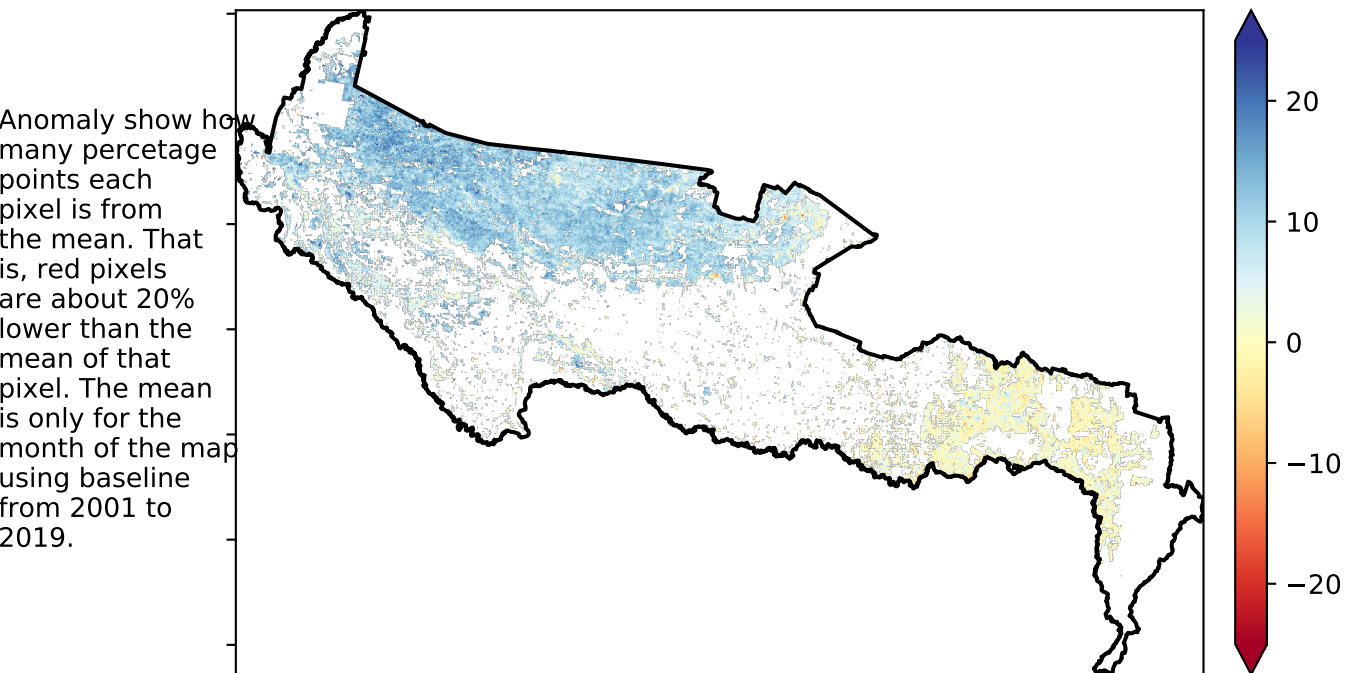 Anomaly show how
many percetage
points each
pixel is from
the mean. That
is, red pixels
are about 20%
lower than the
mean of that
pixel. The mean
is only for the
month of the map
using baseline
from 2001 to
2019.
20
10
0
−10
−20